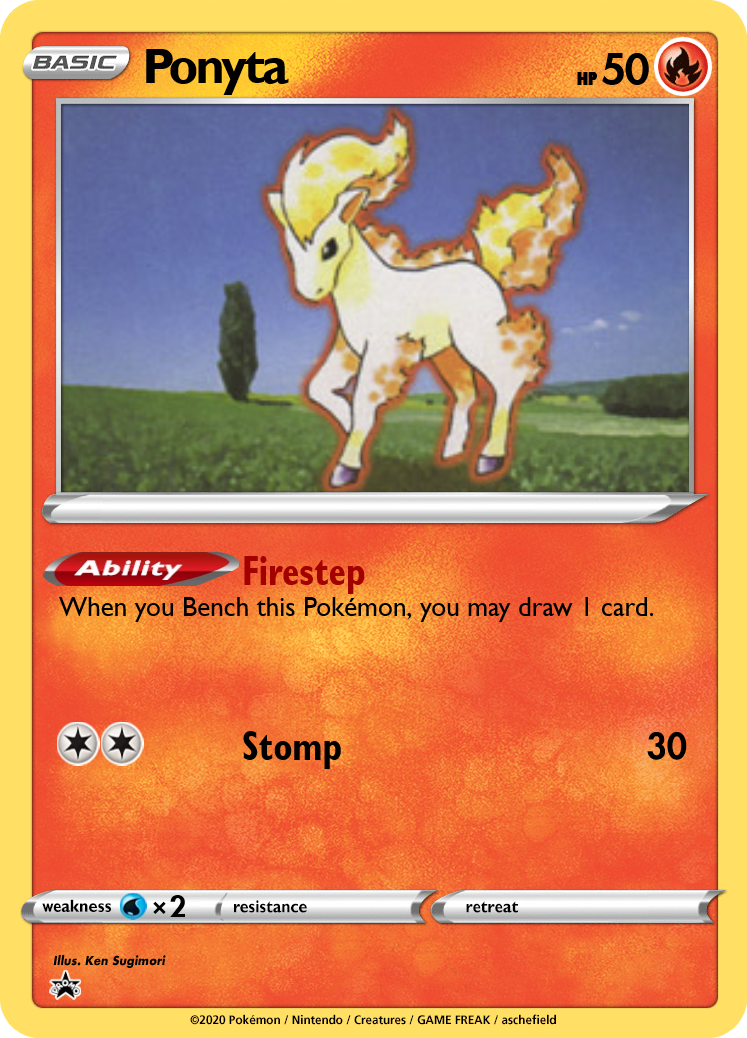 BASIC Ponyta HP 50
Ability Firestep
When you Bench this Pokémon, you may draw 1 card.
Stomp 30
weakness ×2 resistance retreat
Illus. Ken Sugimori
PROMO
©2020 Pokémon / Nintendo / Creatures / GAME FREAK / aschefield